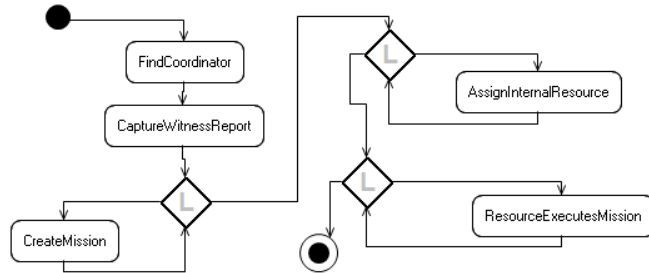 FindCoordinator
CaptureWitnessReport
L
CreateMission
L
AssignInternalResource
L
ResourceExecutesMission